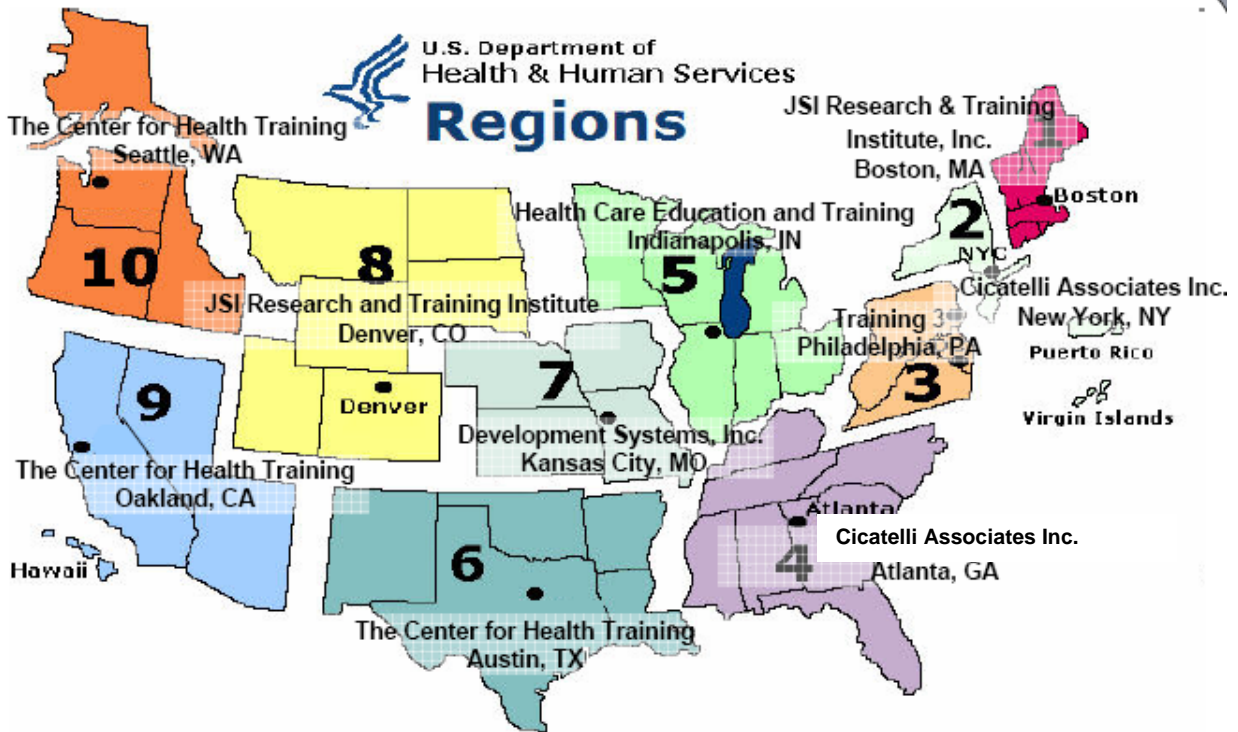 U.S. Department of
Health & Human Services
Regions
The Center for Health Training
Seattle, WA
10
JSI Research & Training
Institute, Inc.
Boston, MA
1
Boston
2
NYC
Cicatelli Associates Inc.
New York, NY
Puerto Rico
Virgin Islands
Health Care Education and Training
Indianapolis, IN
5
8
JSI Research and Training Institute
Denver, CO
Denver
Training 3
Philadelphia, PA
3
7
Development Systems, Inc.
Kansas City, MO
9
The Center for Health Training
Oakland, CA
Hawaii
6
The Center for Health Training
Austin, TX
Atlanta
Cicatelli Associates Inc.
4
Atlanta, GA